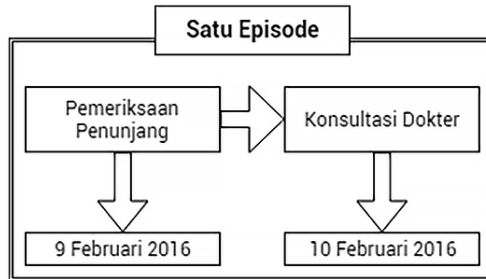 Satu Episode
Pemeriksaan
Penunjang
Konsultasi Dokter
9 Februari 2016
10 Februari 2016